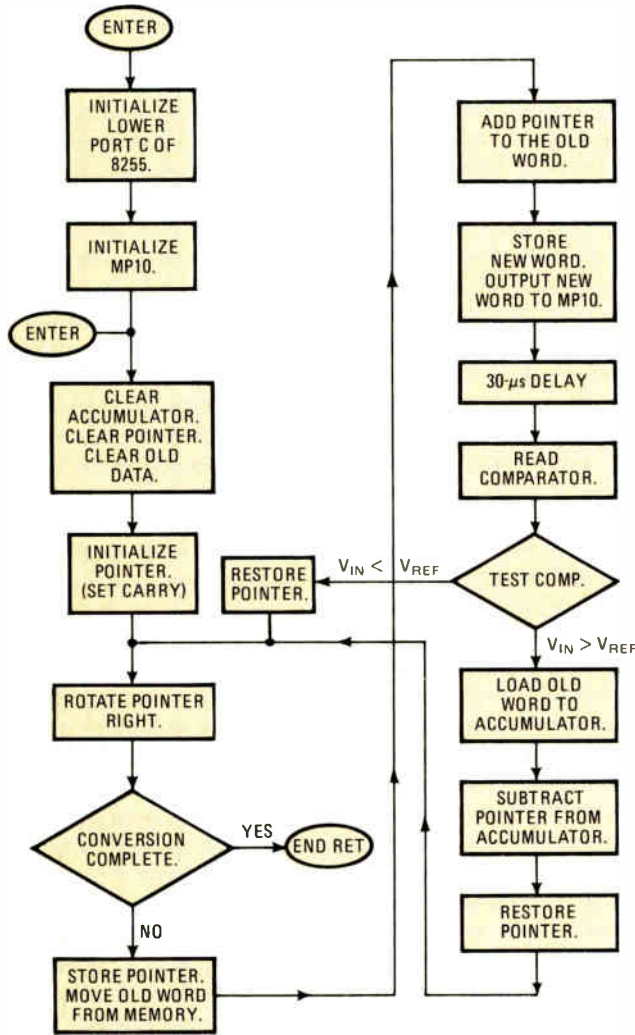 ENTER
INITIALIZE
LOWER
PORT C OF
8255.
INITIALIZE
MP10.
ENTER
CLEAR
ACCUMULATOR.
CLEAR POINTER.
CLEAR OLD
DATA.
INITIALIZE
POINTER.
(SET CARRY)
RESTORE
POINTER.
ROTATE POINTER
RIGHT.
CONVERSION
COMPLETE.
YES
END RET
NO
STORE POINTER.
MOVE OLD WORD
FROM MEMORY.
ADD POINTER
TO THE OLD
WORD.
STORE
NEW WORD.
OUTPUT NEW
WORD TO MP10.
30-μs DELAY
READ
COMPARATOR.
TEST COMP.
VIN < VREF
VIN > VREF
LOAD OLD
WORD TO
ACCUMULATOR.
SUBTRACT
POINTER FROM
ACCUMULATOR.
RESTORE
POINTER.